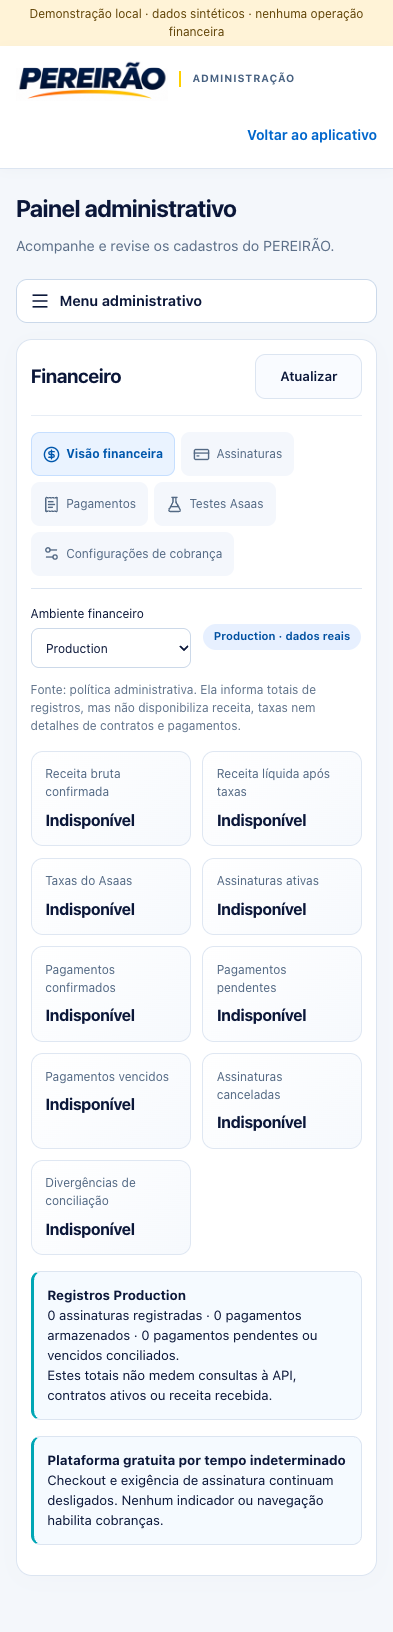 Demonstração local · dados sintéticos · nenhuma operação
financeira
PEREIRÃO
ADMINISTRAÇÃO
Voltar ao aplicativo
Painel administrativo
Acompanhe e revise os cadastros do PEREIRÃO.
Menu administrativo
Financeiro
Atualizar
Visão financeira
Assinaturas
Pagamentos
Testes Asaas
Configurações de cobrança
Ambiente financeiro
Production
Production · dados reais
Fonte: política administrativa. Ela informa totais de
registros, mas não disponibiliza receita, taxas nem
detalhes de contratos e pagamentos.
Receita bruta
confirmada
Indisponível
Receita líquida após
taxas
Indisponível
Taxas do Asaas
Indisponível
Assinaturas ativas
Indisponível
Pagamentos
confirmados
Indisponível
Pagamentos
pendentes
Indisponível
Pagamentos vencidos
Indisponível
Assinaturas
canceladas
Indisponível
Divergências de
conciliação
Indisponível
Registros Production
0 assinaturas registradas · 0 pagamentos
armazenados · 0 pagamentos pendentes ou
vencidos conciliados.
Estes totais não medem consultas à API,
contratos ativos ou receita recebida.
Plataforma gratuita por tempo indeterminado
Checkout e exigência de assinatura continuam
desligados. Nenhum indicador ou navegação
habilita cobranças.